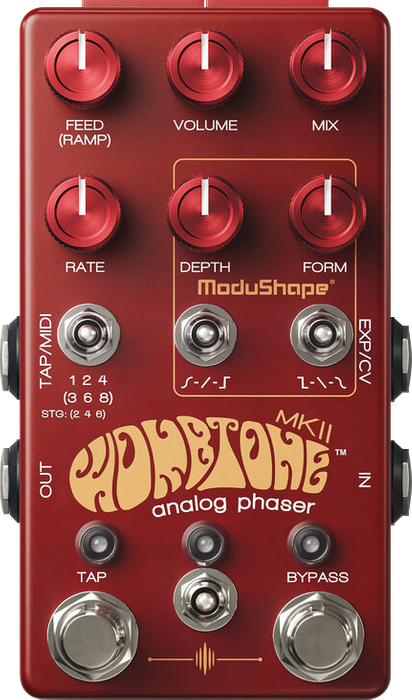 FEED
(RAMP)
VOLUME
MIX
RATE
DEPTH
FORM
ModuShape®
TAP/MIDI
EXP/CV
1 2 4
(3 6 8)
STG: (2 4 6)
MKII
WOMBTONE™
analog phaser
OUT
IN
TAP
BYPASS